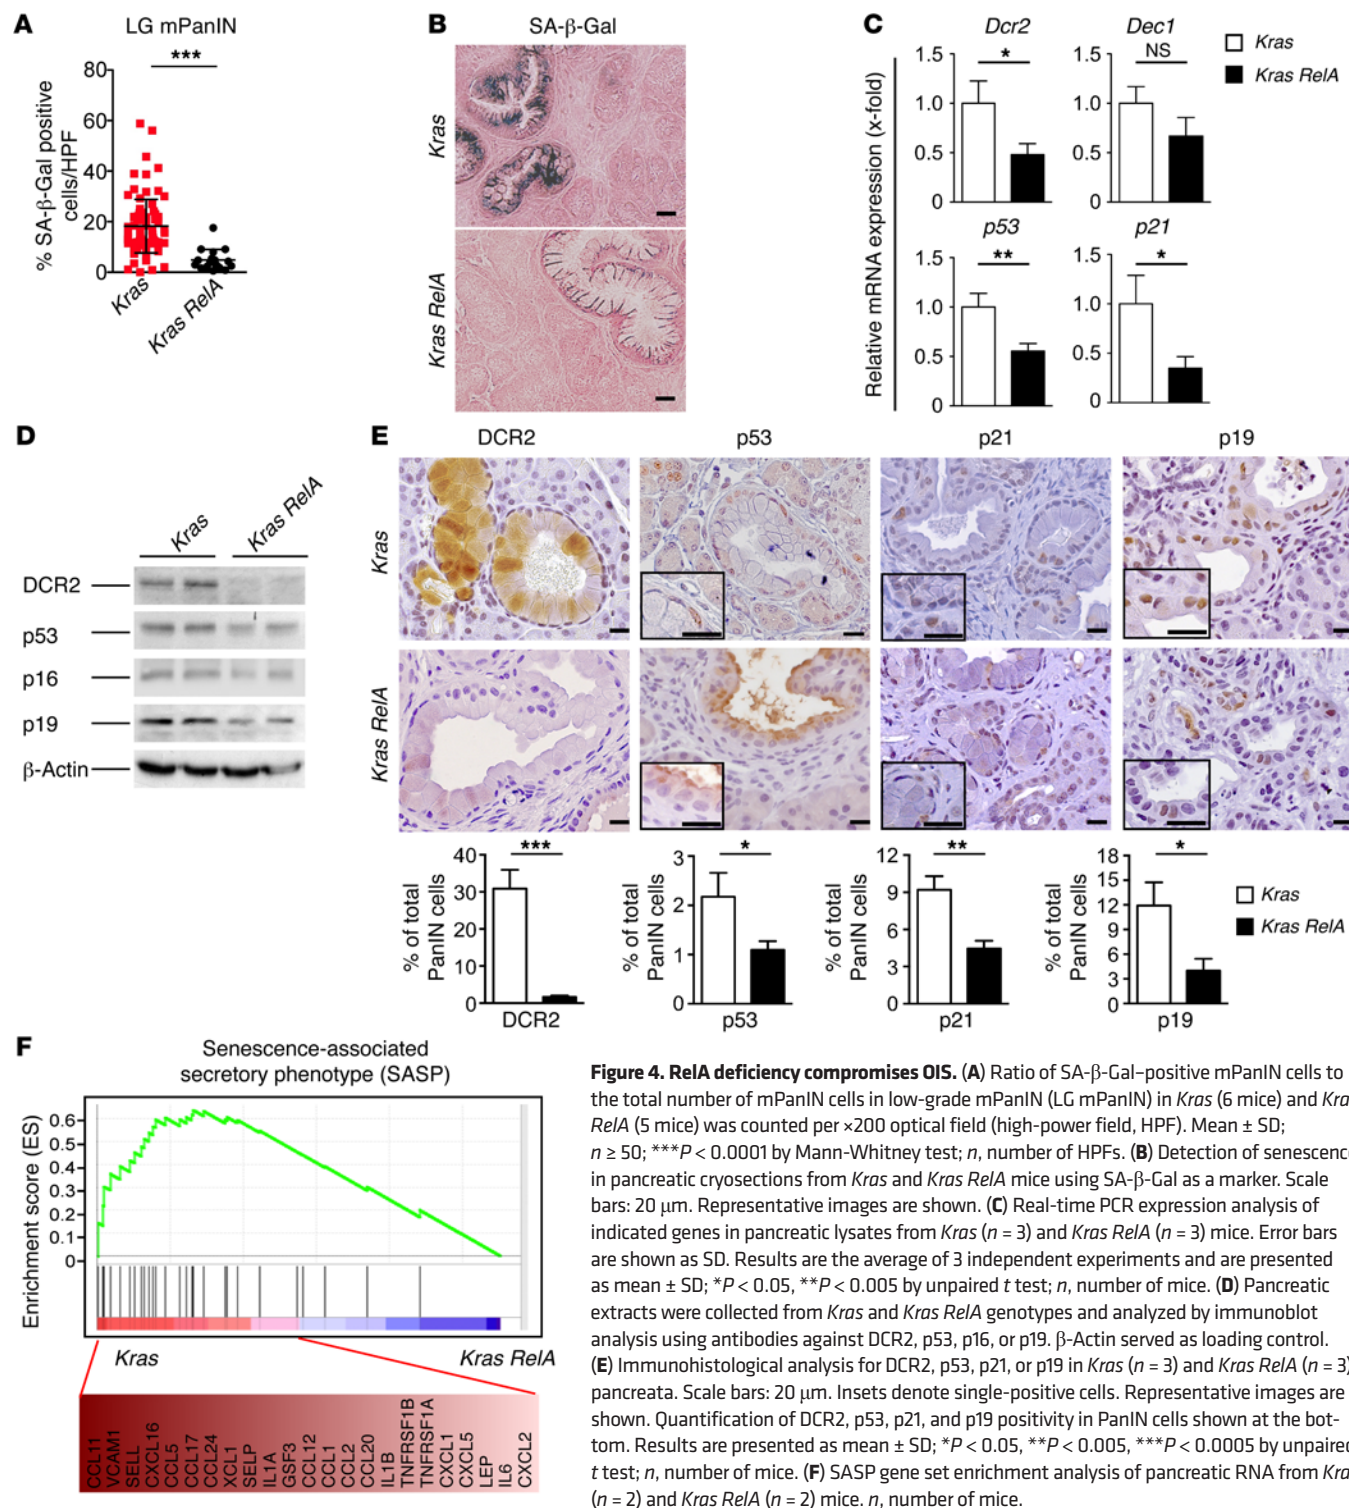 A
LG mPanIN
***
80
60
40
20
0
% SA-β-Gal positive
cells/HPF
Kras
Kras RelA
B
SA-β-Gal
Kras
Kras RelA
C
Dcr2
Dec1
Kras
Kras RelA
Relative mRNA expression (x-fold)
1.5
1.0
0.5
0
*
1.5
1.0
1.5
0
NS
p53
p21
1.5
1.0
0.5
0
**
1.5
1.0
0.5
0
*
D
Kras
Kras RelA
DCR2
p53
p16
p19
β-Actin
E
DCR2
p53
p21
p19
Kras
Kras RelA
% of total
PanIN cells
40
30
20
10
0
***
DCR2
% of total
PanIN cells
3
2
1
0
*
p53
% of total
PanIN cells
12
9
6
3
0
**
p21
% of total
PanIN cells
18
15
12
9
6
3
0
*
p19
Kras
Kras RelA
F
Senescence-associated
secretory phenotype (SASP)
Enrichment score (ES)
0.6
0.5
0.4
0.3
0.2
0.1
0
Kras
Kras RelA
CCL11
VCAM1
SELL
CXCL16
CCL5
CCL17
CCL24
XCL1
SELP
IL1A
GSF3
CCL12
CCL1
CCL2
CCL20
IL1B
TNFRSF1B
TNFRSF1A
CXCL1
CXCL5
LEP
IL6
CXCL2
Figure 4. RelA deficiency compromises OIS. (A) Ratio of SA-β-Gal–positive mPanIN cells to
the total number of mPanIN cells in low-grade mPanIN (LG mPanIN) in Kras (6 mice) and Kras
RelA (5 mice) was counted per ×200 optical field (high-power field, HPF). Mean ± SD;
n ≥ 50; ***P < 0.0001 by Mann-Whitney test; n, number of HPFs. (B) Detection of senescence
in pancreatic cryosections from Kras and Kras RelA mice using SA-β-Gal as a marker. Scale
bars: 20 μm. Representative images are shown. (C) Real-time PCR expression analysis of
indicated genes in pancreatic lysates from Kras (n = 3) and Kras RelA (n = 3) mice. Error bars
are shown as SD. Results are the average of 3 independent experiments and are presented
as mean ± SD; *P < 0.05, **P < 0.005 by unpaired t test; n, number of mice. (D) Pancreatic
extracts were collected from Kras and Kras RelA genotypes and analyzed by immunoblot
analysis using antibodies against DCR2, p53, p16, or p19. β-Actin served as loading control.
(E) Immunohistological analysis for DCR2, p53, p21, or p19 in Kras (n = 3) and Kras RelA (n = 3)
pancreata. Scale bars: 20 μm. Insets denote single-positive cells. Representative images are
shown. Quantification of DCR2, p53, p21, and p19 positivity in PanIN cells shown at the bot-
tom. Results are presented as mean ± SD; *P < 0.05, **P < 0.005, ***P < 0.0005 by unpaired
t test; n, number of mice. (F) SASP gene set enrichment analysis of pancreatic RNA from Kras
(n = 2) and Kras RelA (n = 2) mice. n, number of mice.